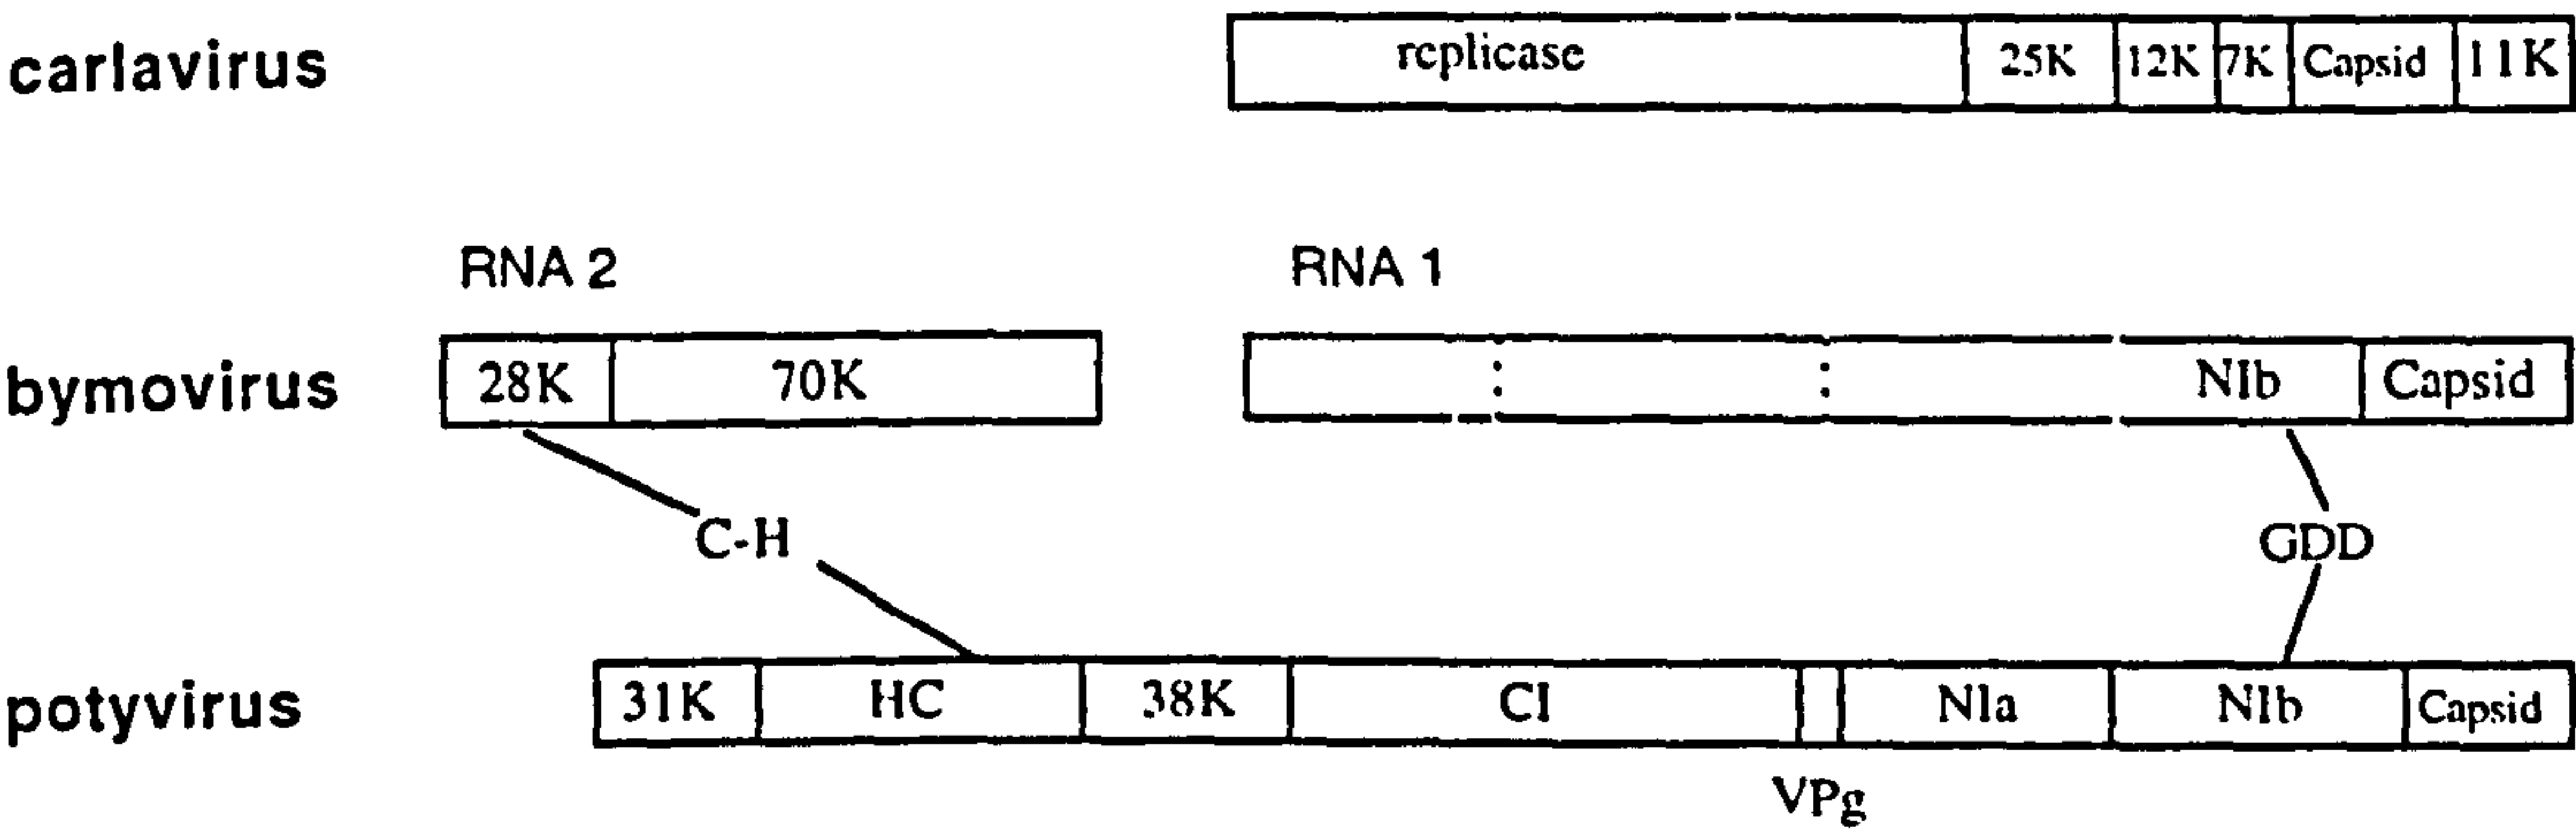 carlavirus replicase 25K 12K 7K Capsid 11K
RNA 2 RNA 1
bymovirus 28K 70K NIb Capsid
C-H GDD
potyvirus 31K HC 38K CI NIa NIb Capsid
VPg